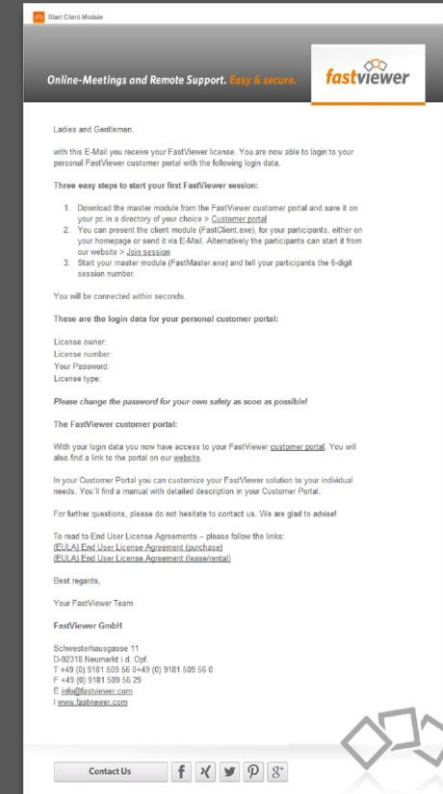 Start Client Module
Online-Meetings and Remote Support. Easy & secure.
fastviewer
Ladies and Gentlemen,
with this E-Mail you receive your FastViewer license. You are now able to login to your
personal FastViewer customer portal with the following login data.
Three easy steps to start your first FastViewer session:
1. Download the master module from the FastViewer customer portal and save it on
your pc in a directory of your choice > Customer portal
2. You can present the client module (FastClient.exe), for your participants, either on
your homepage or send it via E-Mail. Alternatively the participants can start it from
our website > Join session
3. Start your master module (FastMaster.exe) and tell your participants the 6-digit
session number.
You will be connected within seconds.
These are the login data for your personal customer portal:
License owner:
License number:
Your Password:
License type:
Please change the password for your own safety as soon as possible!
The FastViewer customer portal:
With your login data you now have access to your FastViewer customer portal. You will
also find a link to the portal on our website.
In your Customer Portal you can customize your FastViewer solution to your individual
needs. You'll find a manual with detailed description in your Customer Portal.
For further questions, please do not hesitate to contact us. We are glad to advise!
To read to End User License Agreements – please follow the links:
(EULA) End User License Agreement (purchase)
(EULA) End User License Agreement (lease/rental)
Best regards,
Your FastViewer Team
FastViewer GmbH
Schwesterhausgasse 11
D-92318 Neumarkt i.d. Opf.
T +49 (0) 9181 509 56 0+49 (0) 9181 509 56 0
F +49 (0) 9181 509 56 29
E info@fastviewer.com
I www.fastviewer.com
Contact Us